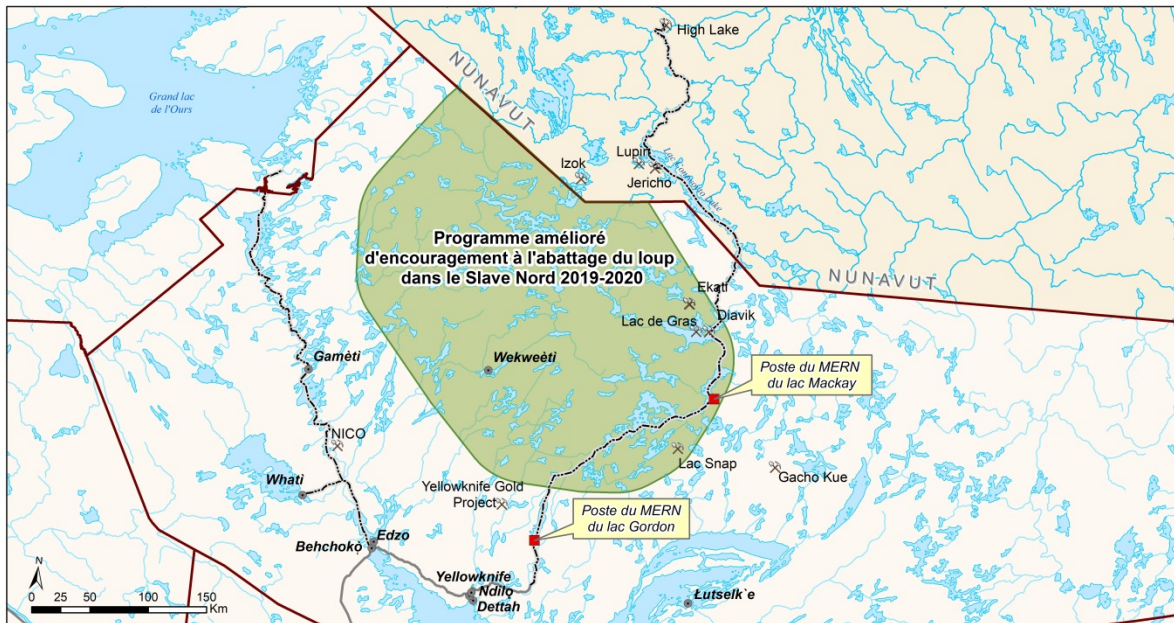 High Lake
NUNAVUT
Grand lac
de l'Ours
Lupin
Izok
Jericho
Programme amélioré
d'encouragement à l'abattage du loup
dans le Slave Nord 2019-2020
NUNAVUT
Ekati
Lac de Gras
Diavik
Gamètì
Wekweètì
Poste du MERN
du lac Mackay
NICO
Lac Snap
Gacho Kue
Whatì
Yellowknife Gold
Project
Poste du MERN
du lac Gordon
Edzo
Behchokǫ̀
Yellowknife
Ndilǫ
Dettah
Łutselk`e
N
0 25 50 100 150
Km